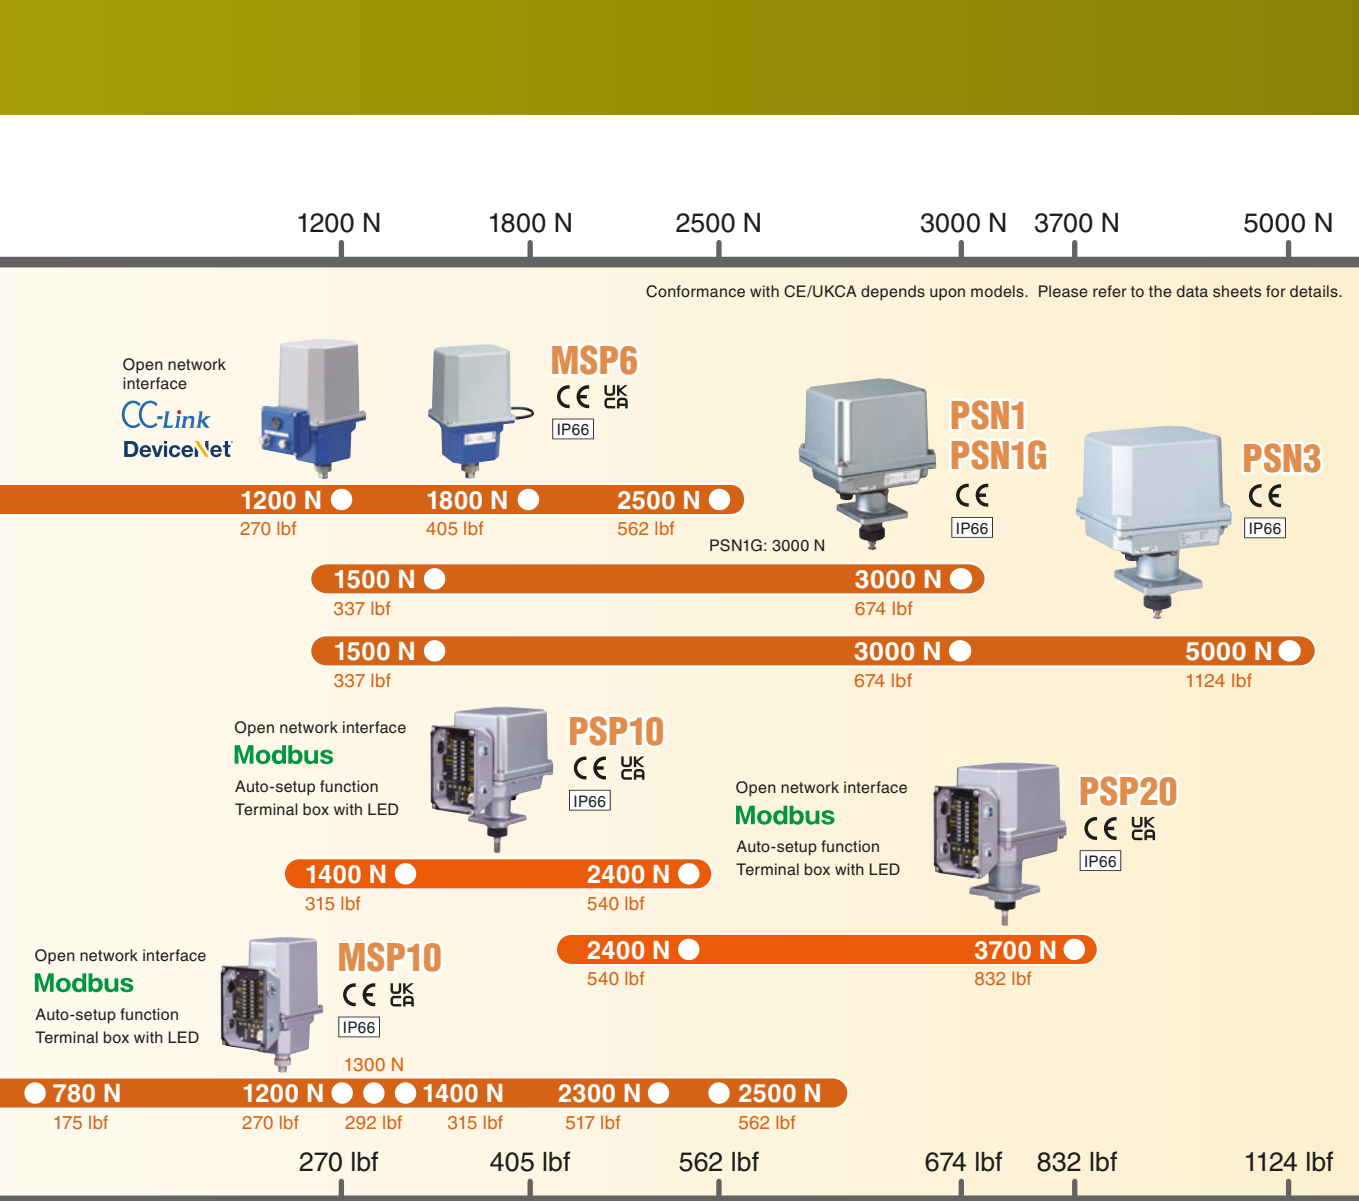 1200 N 1800 N 2500 N 3000 N 3700 N 5000 N
Conformance with CE/UKCA depends upon models. Please refer to the data sheets for details.
Open network
interface
CC-Link
DeviceNet
MSP6
CE UK CA
IP66
1200 N 1800 N 2500 N
270 lbf 405 lbf 562 lbf
PSN1
PSN1G
CE
IP66
PSN1G: 3000 N
PSN3
CE
IP66
1500 N 3000 N
337 lbf 674 lbf
1500 N 3000 N 5000 N
337 lbf 674 lbf 1124 lbf
Open network interface
Modbus
Auto-setup function
Terminal box with LED
PSP10
CE UK CA
IP66
1400 N 2400 N
315 lbf 540 lbf
Open network interface
Modbus
Auto-setup function
Terminal box with LED
PSP20
CE UK CA
IP66
2400 N 3700 N
540 lbf 832 lbf
Open network interface
Modbus
Auto-setup function
Terminal box with LED
MSP10
CE UK CA
IP66
1300 N
780 N 1200 N 1400 N 2300 N 2500 N
175 lbf 270 lbf 292 lbf 315 lbf 517 lbf 562 lbf
270 lbf 405 lbf 562 lbf 674 lbf 832 lbf 1124 lbf